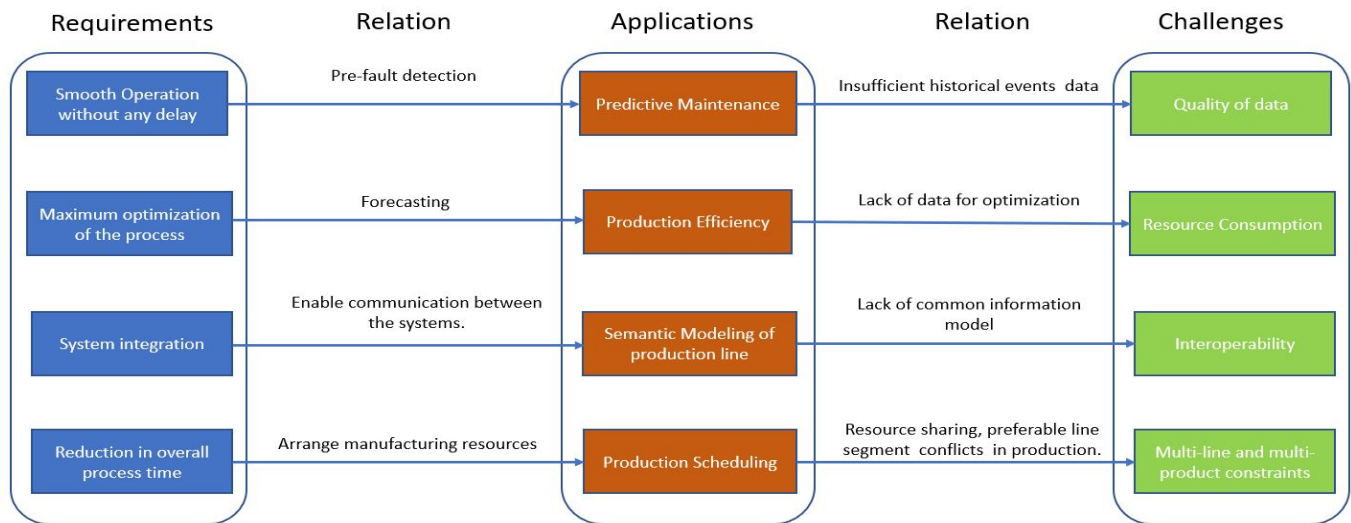 Requirements
Relation
Applications
Relation
Challenges
Smooth Operation
without any delay
Pre-fault detection
Predictive Maintenance
Insufficient historical events data
Quality of data
Maximum optimization
of the process
Forecasting
Production Efficiency
Lack of data for optimization
Resource Consumption
System integration
Enable communication between
the systems.
Semantic Modeling of
production line
Lack of common information
model
Interoperability
Reduction in overall
process time
Arrange manufacturing resources
Production Scheduling
Resource sharing, preferable line
segment conflicts in production.
Multi-line and multi-
product constraints